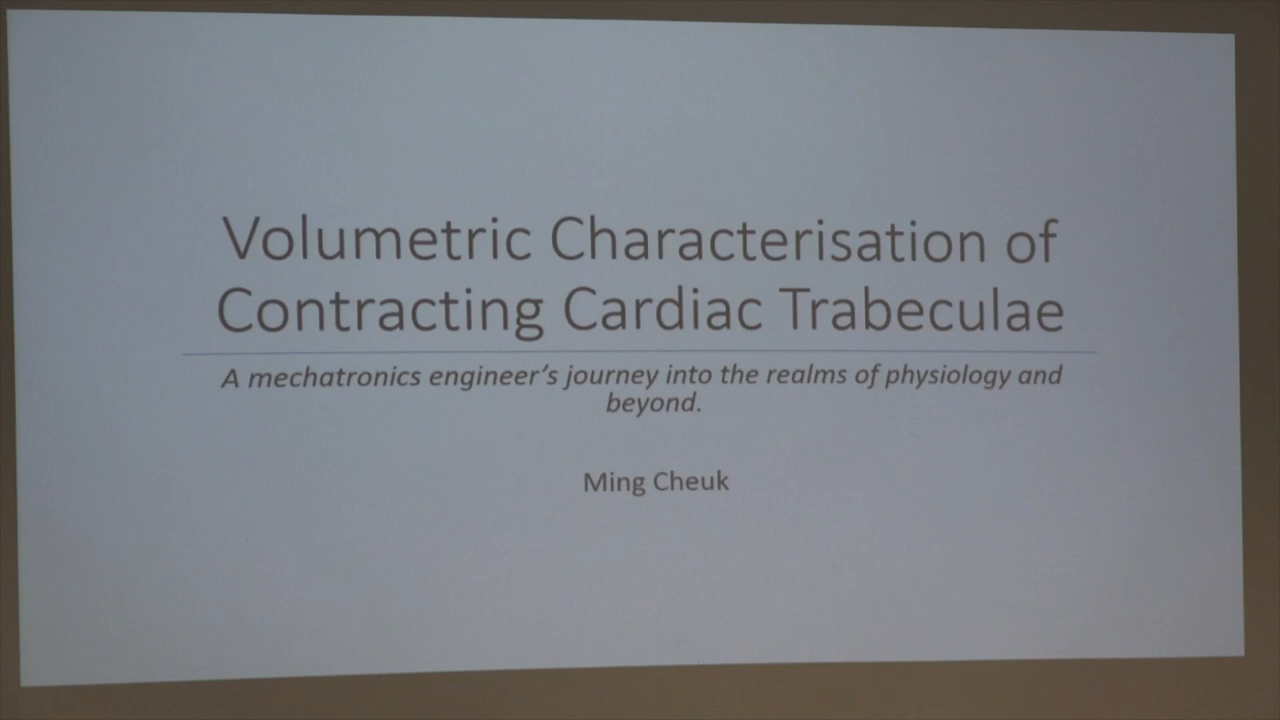 Volumetric Characterisation of
Contracting Cardiac Trabeculae
A mechatronics engineer's journey into the realms of physiology and
beyond.
Ming Cheuk